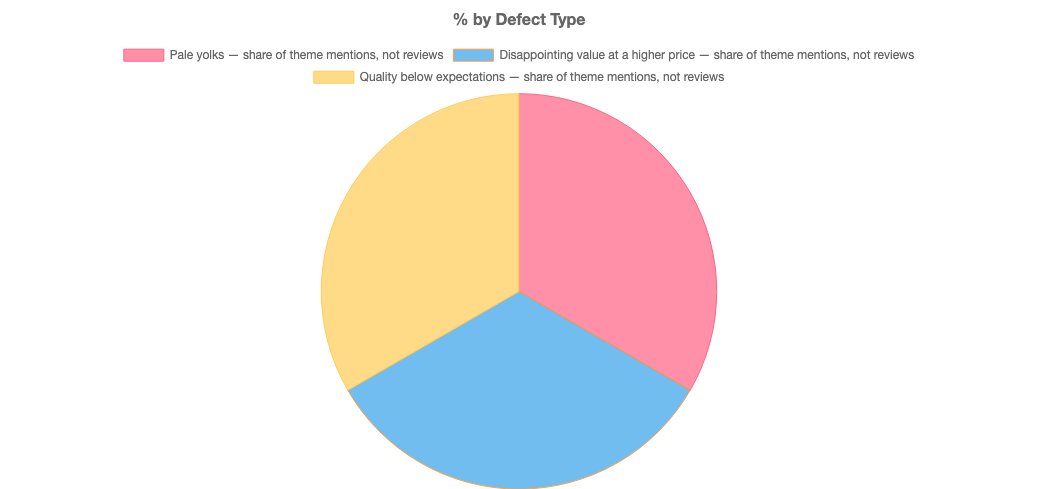 % by Defect Type
Pale yolks — share of theme mentions, not reviews Disappointing value at a higher price — share of theme mentions, not reviews
Quality below expectations — share of theme mentions, not reviews